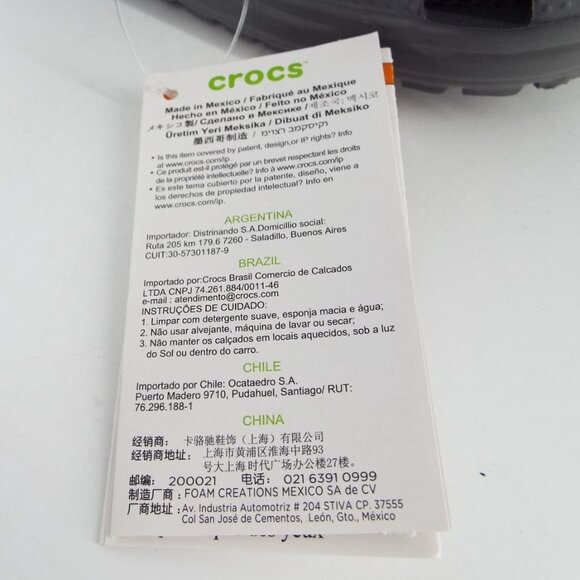 crocs™
Made in Mexico / Fabriqué au Mexique
Hecho en México / Feito no México
メキシコ製 / Сделано в Мексике / 제조국: 멕시코
Üretim Yeri Meksika / Dibuat di Meksiko
墨西哥制造 / מיוצר במקסיקו
• Is this item covered by patent, design,or IP rights? Info
at www.crocs.com/ip.
• Ce produit est-il protégé par un brevet respectant les droits
de la propriété intellectuelle? Info à www.crocs.com/ip.
• Es este tema cubierto por la patente, diseño, viene a
los derechos de propiedad intelectual? Info en
www.crocs.com/ip.
ARGENTINA
Importador: Distrinando S.A.Domicillio social:
Ruta 205 km 179.6 7260 - Saladillo, Buenos Aires
CUIT:30-57301187-9
BRAZIL
Importado por:Crocs Brasil Comercio de Calcados
LTDA CNPJ 74.261.884/0011-46
e-mail : atendimento@crocs.com
INSTRUÇÕES DE CUIDADO:
1. Limpar com detergente suave, esponja macia e água;
2. Não usar alvejante, máquina de lavar ou secar;
3. Não manter os calçados em locais aquecidos, sob a luz
do Sol ou dentro do carro.
CHILE
Importado por Chile: Ocataedro S.A.
Puerto Madero 9710, Pudahuel, Santiago/ RUT:
76.296.188-1
CHINA
经销商： 卡骆驰鞋饰（上海）有限公司
经销商地址： 上海市黄浦区淮海中路93
号大上海时代广场办公楼27楼。
邮编： 200021 电话： 021 6391 0999
制造厂商： FOAM CREATIONS MEXICO SA de CV
厂商地址： Av. Industria Automotriz # 204 STIVA CP. 37555
Col San José de Cementos, León, Gto., México
yeux